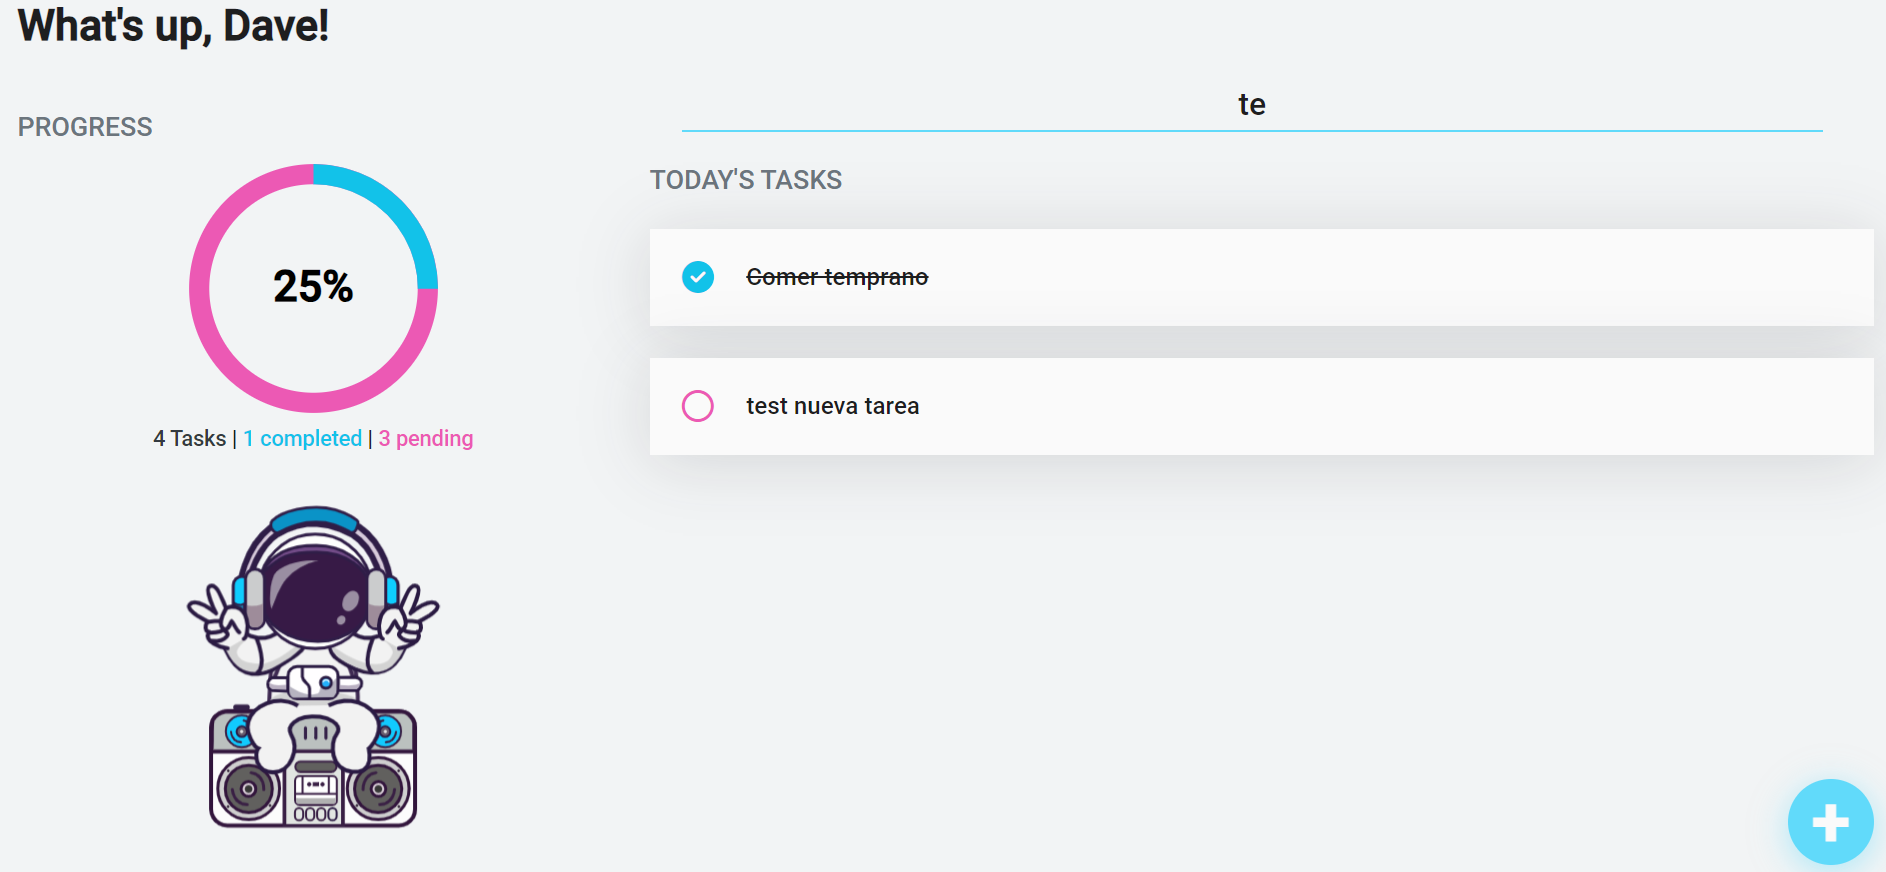 What's up, Dave!
PROGRESS
25%
4 Tasks | 1 completed | 3 pending
te
TODAY'S TASKS
Comer temprano
test nueva tarea